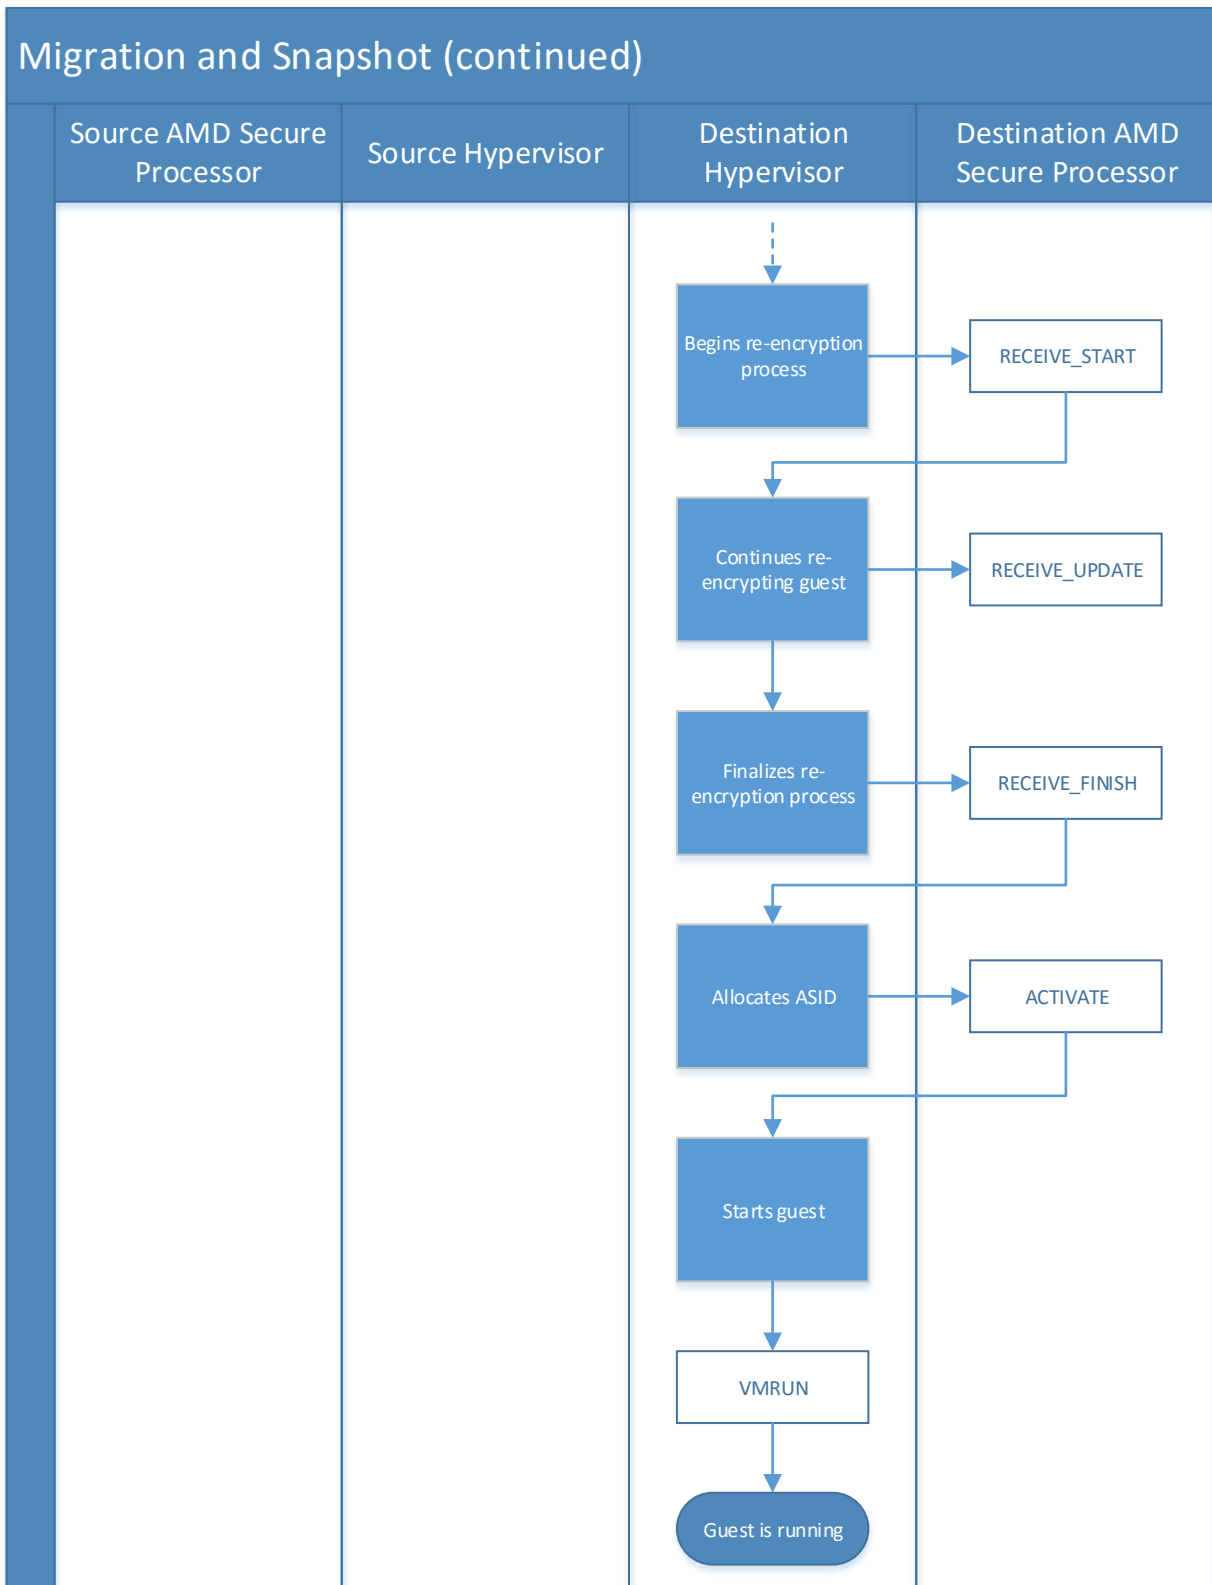 Migration and Snapshot (continued)
Source AMD Secure
Processor
Source Hypervisor
Destination
Hypervisor
Destination AMD
Secure Processor
Begins re-encryption
process
RECEIVE_START
Continues re-
encrypting guest
RECEIVE_UPDATE
Finalizes re-
encryption process
RECEIVE_FINISH
Allocates ASID
ACTIVATE
Starts guest
VMRUN
Guest is running